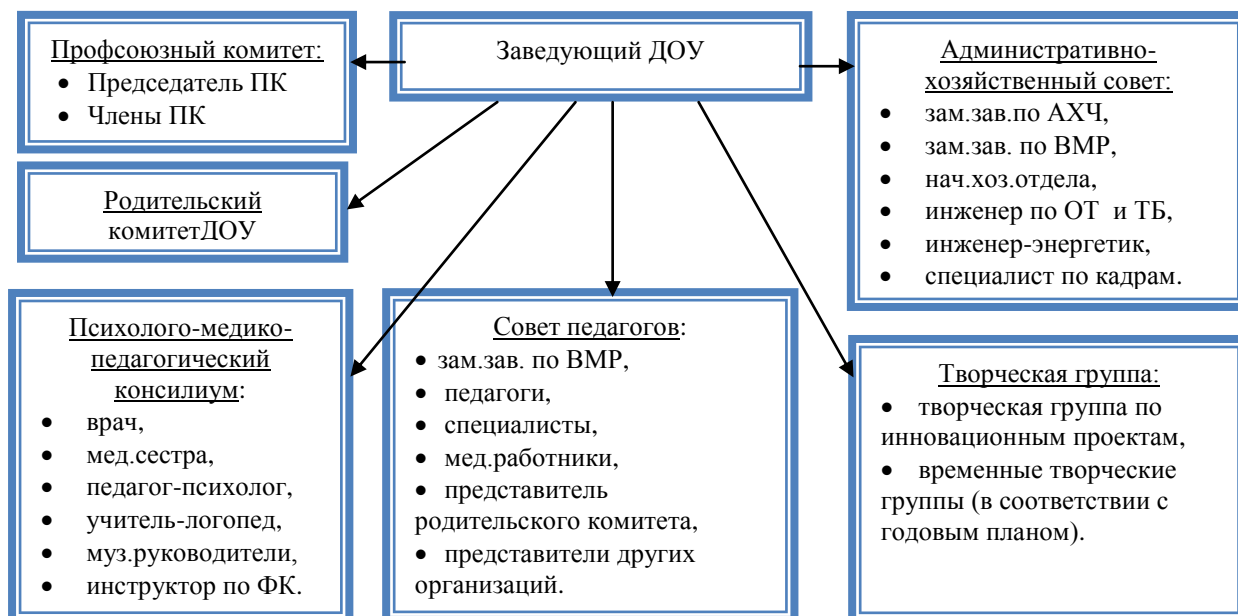 Профсоюзный комитет:
• Председатель ПК
• Члены ПК
Заведующий ДОУ
Административно-
хозяйственный совет:
• зам.зав.по АХЧ,
• зам.зав. по ВМР,
• нач.хоз.отдела,
• инженер по ОТ и ТБ,
• инженер-энергетик,
• специалист по кадрам.
Родительский
комитетДОУ
Психолого-медико-
педагогический
консилиум:
• врач,
• мед.сестра,
• педагог-психолог,
• учитель-логопед,
• муз.руководители,
• инструктор по ФК.
Совет педагогов:
• зам.зав. по ВМР,
• педагоги,
• специалисты,
• мед.работники,
• представитель
родительского комитета,
• представители других
организаций.
Творческая группа:
• творческая группа по
инновационным проектам,
• временные творческие
группы (в соответствии с
годовым планом).